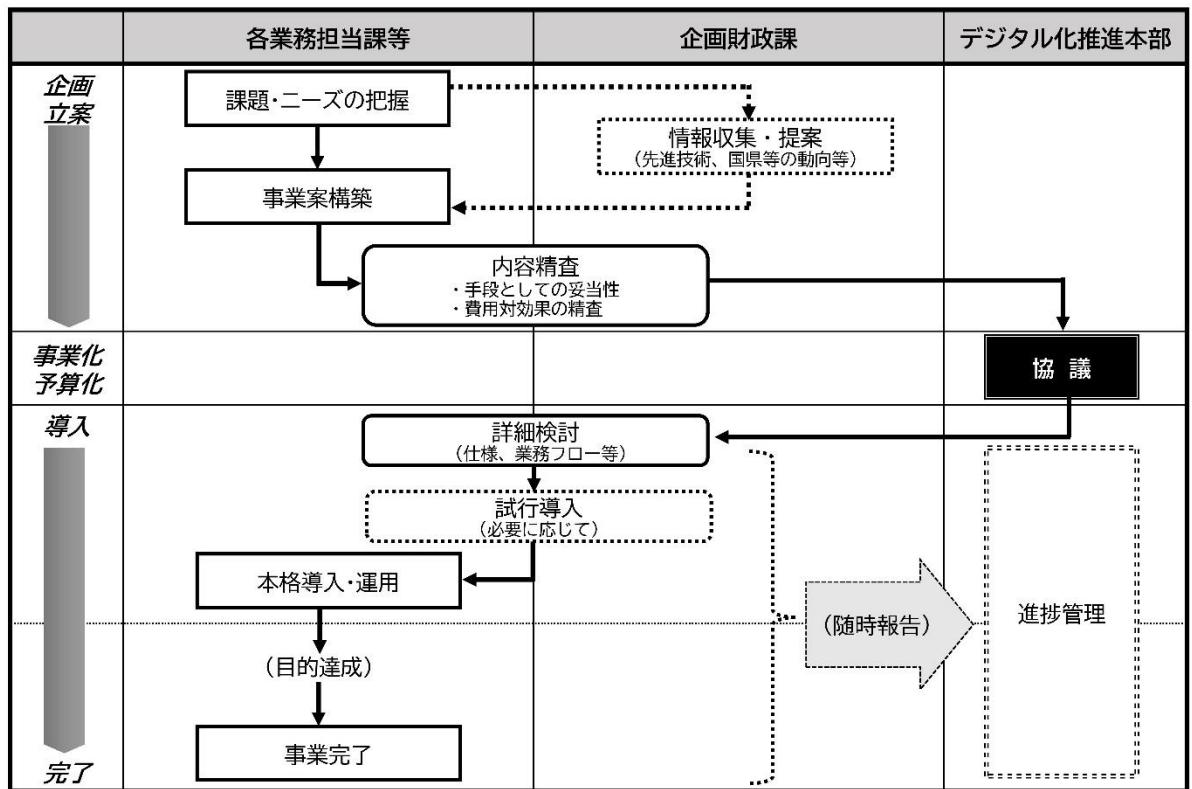 各業務担当課等
企画財政課
デジタル化推進本部
企画
立案
課題・ニーズの把握
情報収集・提案
(先進技術、国県等の動向等)
事業案構築
内容精査
・手段としての妥当性
・費用対効果の精査
事業化
予算化
協 議
導入
詳細検討
(仕様、業務フロー等)
試行導入
(必要に応じて)
本格導入・運用
(随時報告)
進捗管理
(目的達成)
事業完了
完了